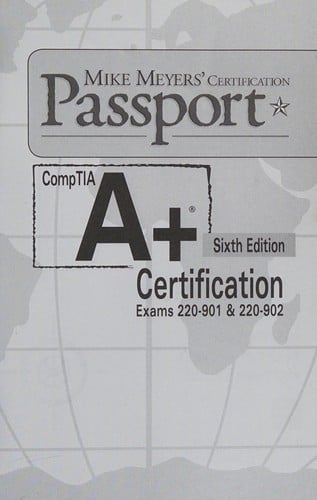 MIKE MEYERS' CERTIFICATION
Passport
CompTIA
A+®
Sixth Edition
Certification
Exams 220-901 & 220-902